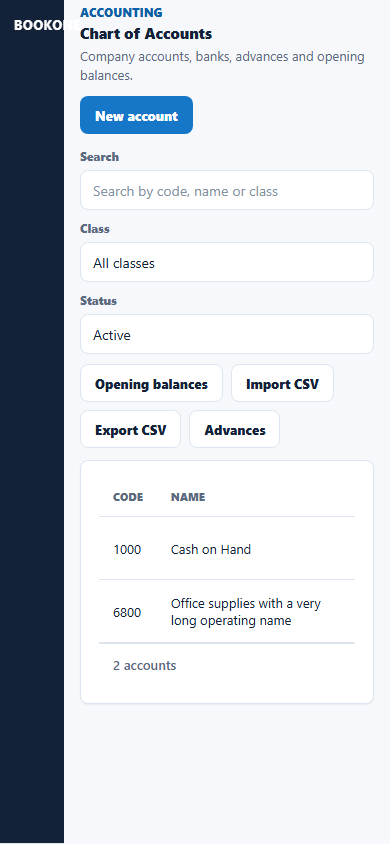 BOOKO
ACCOUNTING
Chart of Accounts
Company accounts, banks, advances and opening
balances.
New account
Search
Search by code, name or class
Class
All classes
Status
Active
Opening balances
Import CSV
Export CSV
Advances
CODE NAME
1000 Cash on Hand
6800 Office supplies with a very
long operating name
2 accounts